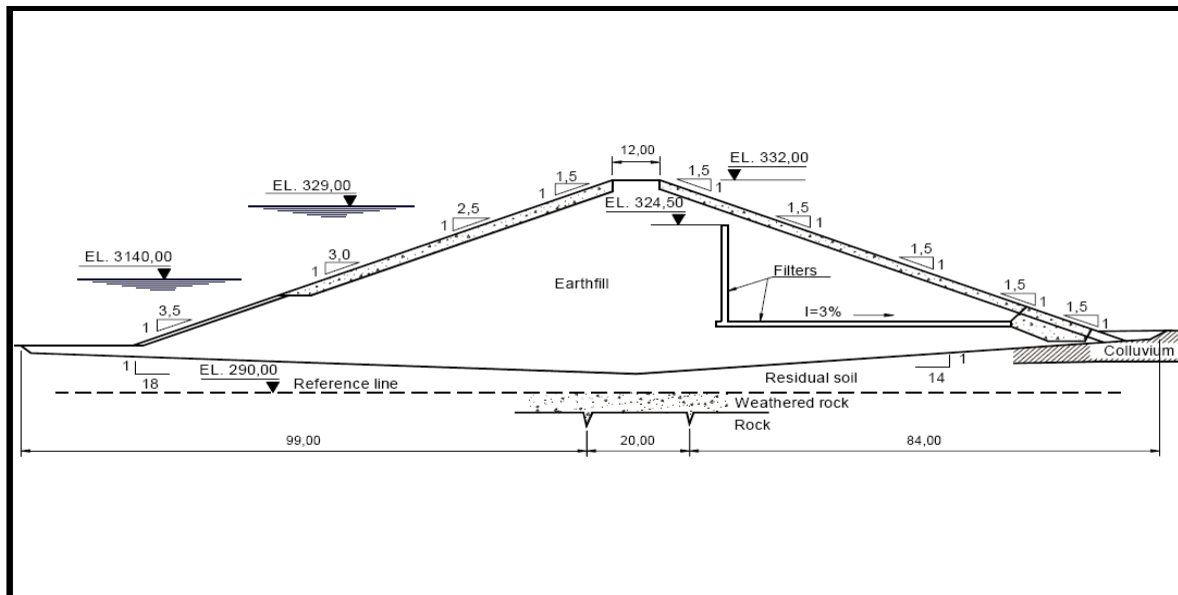 12,00
EL. 332,00
1,5
1
1,5
1
EL. 329,00
EL. 324,50
2,5
1
1,5
1
EL. 3140,00
3,0
1
1,5
1
Filters
Earthfill
1,5
1
I=3%
3,5
1
1,5
1
Colluvium
1
18
EL. 290,00
Reference line
Residual soil
1
14
Weathered rock
Rock
99,00
20,00
84,00